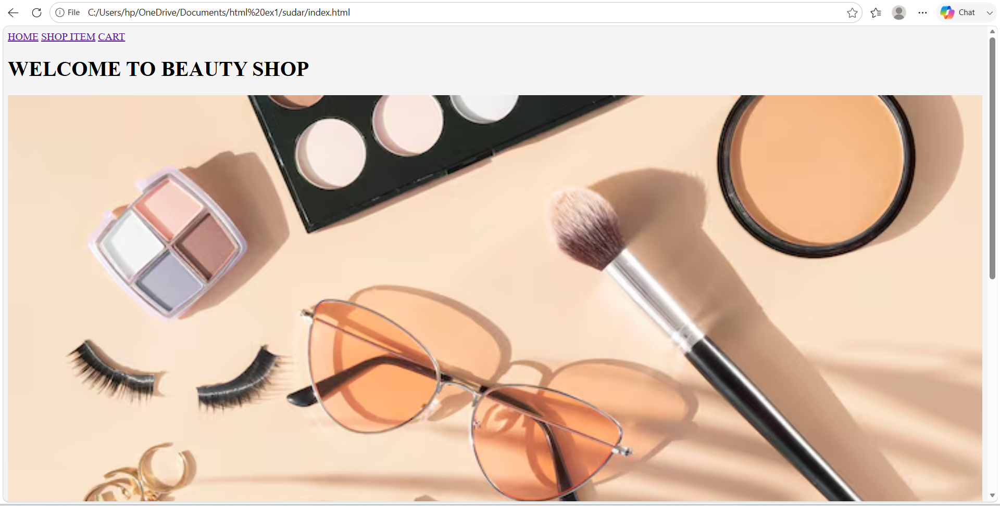 File C:/Users/hp/OneDrive/Documents/html%20ex1/sudar/index.html
Chat
HOME SHOP ITEM CART
WELCOME TO BEAUTY SHOP